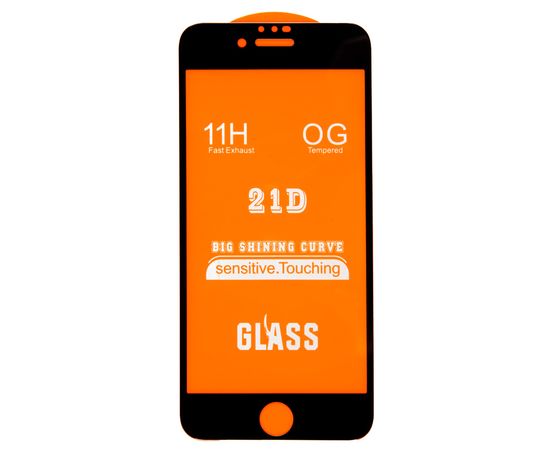 11H OG
Fast Exhaust Tempered
21D
BIG SHINING CURVE
sensitive.Touching
GLASS